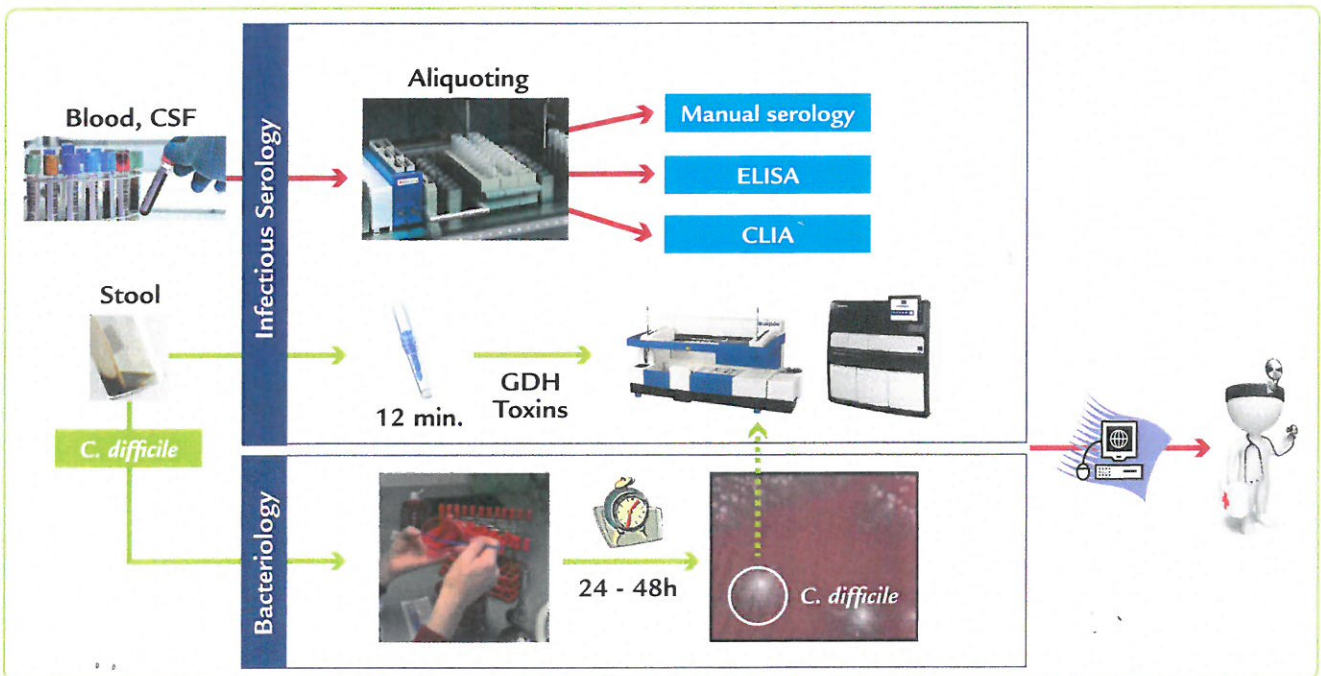 Blood, CSF
Infectious Serology
Aliquoting
Manual serology
ELISA
CLIA
Stool
12 min.
GDH
Toxins
C. difficile
Bacteriology
24 - 48h
C. difficile